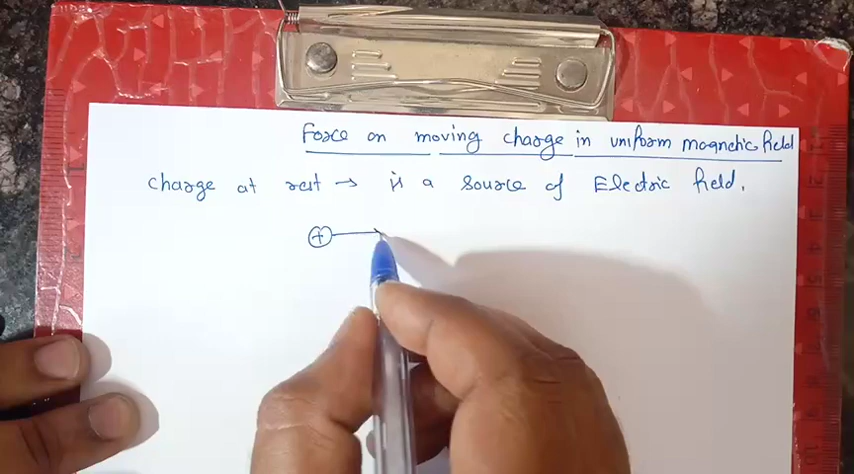 Force on moving charge in uniform magnetic field
charge at rest → is a source of Electric field.
+